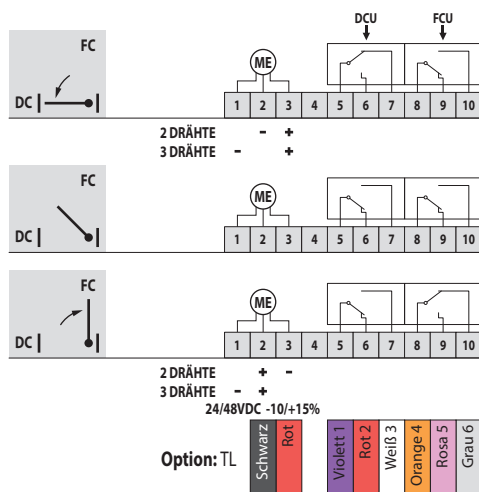 DCU FCU
FC
ME
DC
1 2 3 4 5 6 7 8 9 10
2 DRÄHTE - +
3 DRÄHTE - +
FC
ME
DC
1 2 3 4 5 6 7 8 9 10
FC
ME
DC
1 2 3 4 5 6 7 8 9 10
2 DRÄHTE + -
3 DRÄHTE - +
24/48VDC -10/+15%
Option: TL
Schwarz
Rot
Violett 1
Rot 2
Weiß 3
Orange 4
Rosa 5
Grau 6